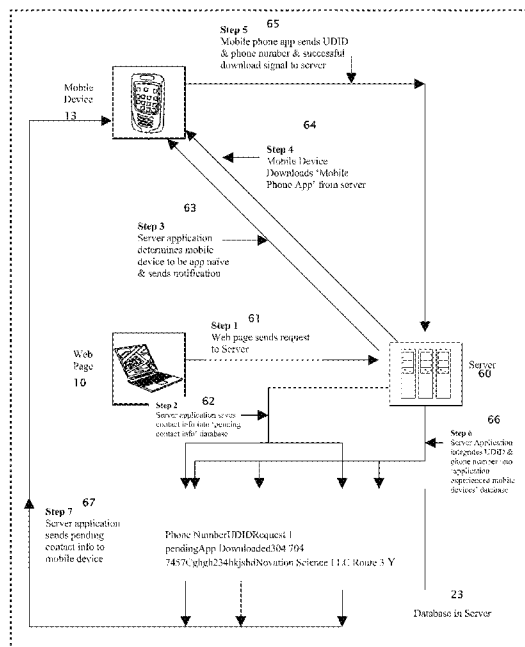 65
Step 5
Mobile phone app sends UDID
& phone number & successful
download signal to server
Mobile
Device
13
64
Step 4
Mobile Device
Downloads ‘Mobile
Phone App’ from server
63
Step 3
Server application
determines mobile
device to be app naive
& sends notification
61
Step 1
Web page sends request
to Server
Web
Page
10
Server
60
Step 2
Server application saves
contact info into ‘pending
contact info’ database
62
66
Step 6
Server Application
integrates UDID &
phone number into
‘application
experienced mobile
devices’ database
67
Step 7
Server application
sends pending
contact info to
mobile device
Phone NumberUDIDRequest 1
pendingApp Downloaded304 704
Novation Science LLC Route 3 Y
23
Database in Server